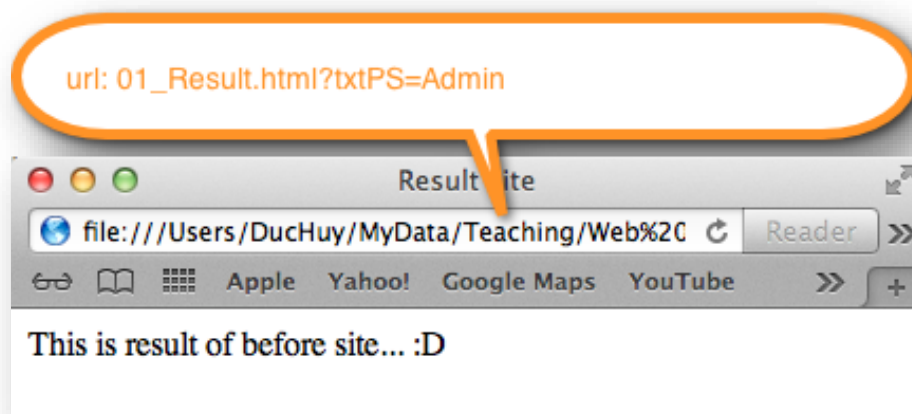 url: 01_Result.html?txtPS=Admin
Result
file:///Users/DucHuy/MyData/Teaching/Web%20 Reader
Apple Yahoo! Google Maps YouTube
This is result of before site... :D